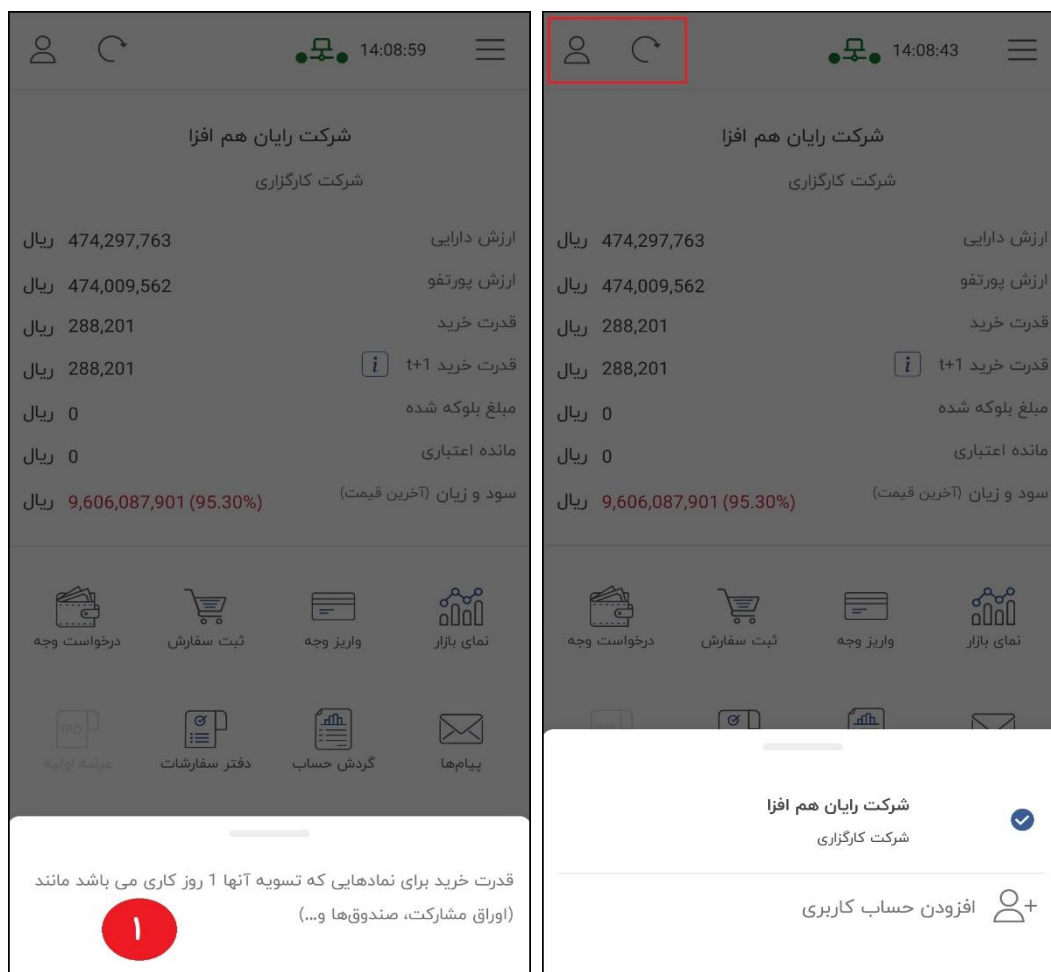 14:08:43
شرکت رایان هم افزا
شرکت کارگزاری
ارزش دارایی 474,297,763 ریال
ارزش پورتفو 474,009,562 ریال
قدرت خرید 288,201 ریال
قدرت خرید t+1 i 288,201 ریال
مبلغ بلوکه شده 0 ریال
مانده اعتباری 0 ریال
سود و زیان (آخرین قیمت) 9,606,087,901 (95.30%) ریال
نمای بازار واریز وجه ثبت سفارش درخواست وجه
شرکت رایان هم افزا
شرکت کارگزاری
افزودن حساب کاربری
14:08:59
شرکت رایان هم افزا
شرکت کارگزاری
ارزش دارایی 474,297,763 ریال
ارزش پورتفو 474,009,562 ریال
قدرت خرید 288,201 ریال
قدرت خرید t+1 i 288,201 ریال
مبلغ بلوکه شده 0 ریال
مانده اعتباری 0 ریال
سود و زیان (آخرین قیمت) 9,606,087,901 (95.30%) ریال
نمای بازار واریز وجه ثبت سفارش درخواست وجه
IPO
پیام‌ها گردش حساب دفتر سفارشات عرضه اولیه
قدرت خرید برای نمادهایی که تسویه آنها 1 روز کاری می باشد مانند
(اوراق مشارکت، صندوق‌ها و...)
۱